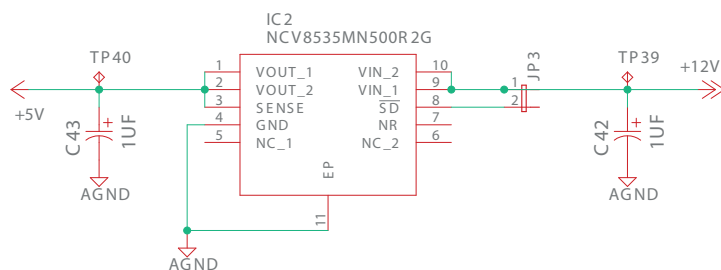 IC2
NCV8535MN500R2G
TP40
TP39
JP3
+12V
+5V
1 VOUT_1 VIN_2 10
2 VOUT_2 VIN_1 9 1
3 SENSE SD 8 2
4 GND NR 7
5 NC_1 NC_2 6
EP
11
C43 + 1UF
C42 + 1UF
AGND
AGND
AGND